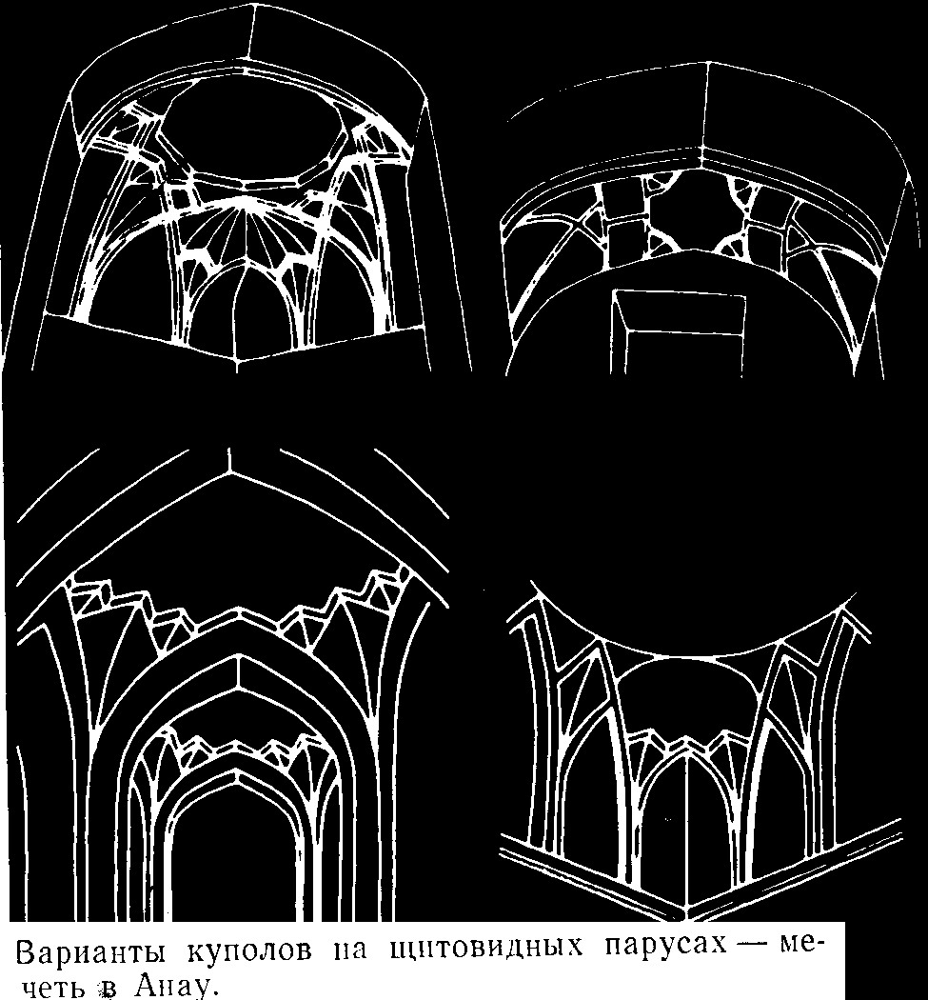 Варианты куполов на щитовидных парусах — ме-
четь в Анау.